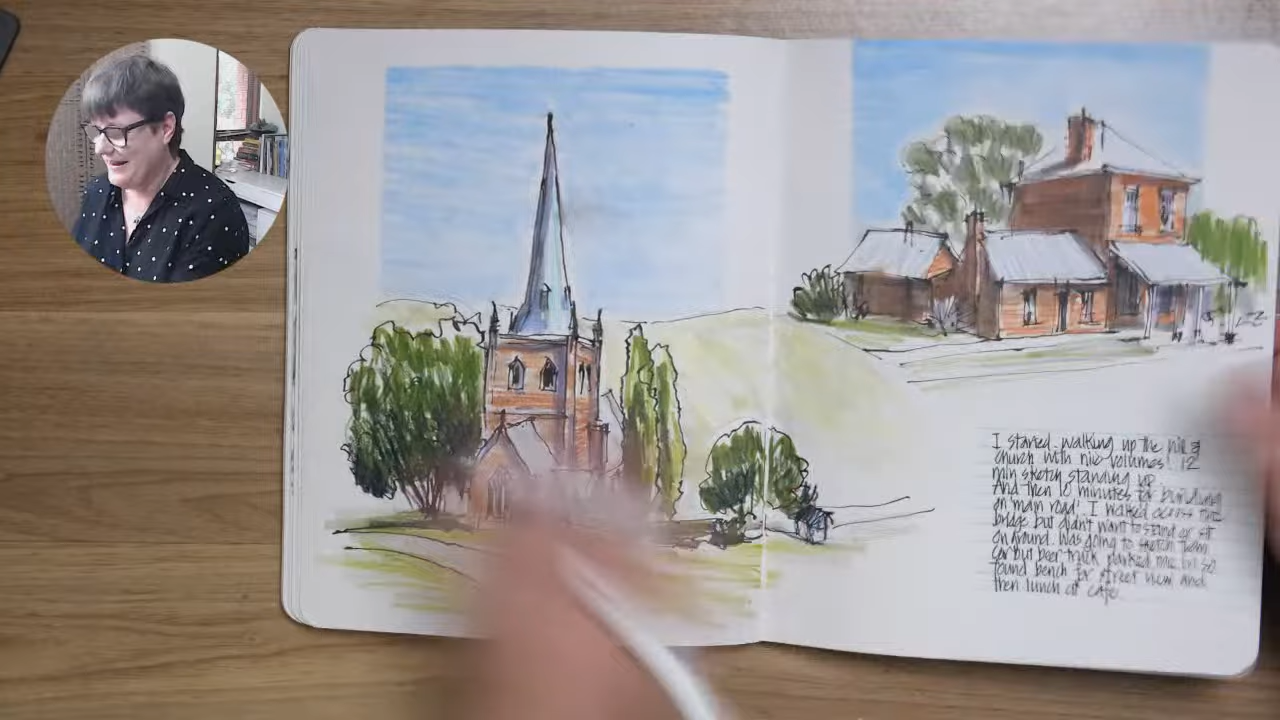 I started walking up the hill &
church with nice volumes! 12
min sketch standing up.
And then 10 minutes for building
on 'main road'. I walked across the
bridge but didn't want to stand or sit
on ground. Was going to sketch from
car but beer truck parked me in so
found bench for street view and
then lunch at cafe.